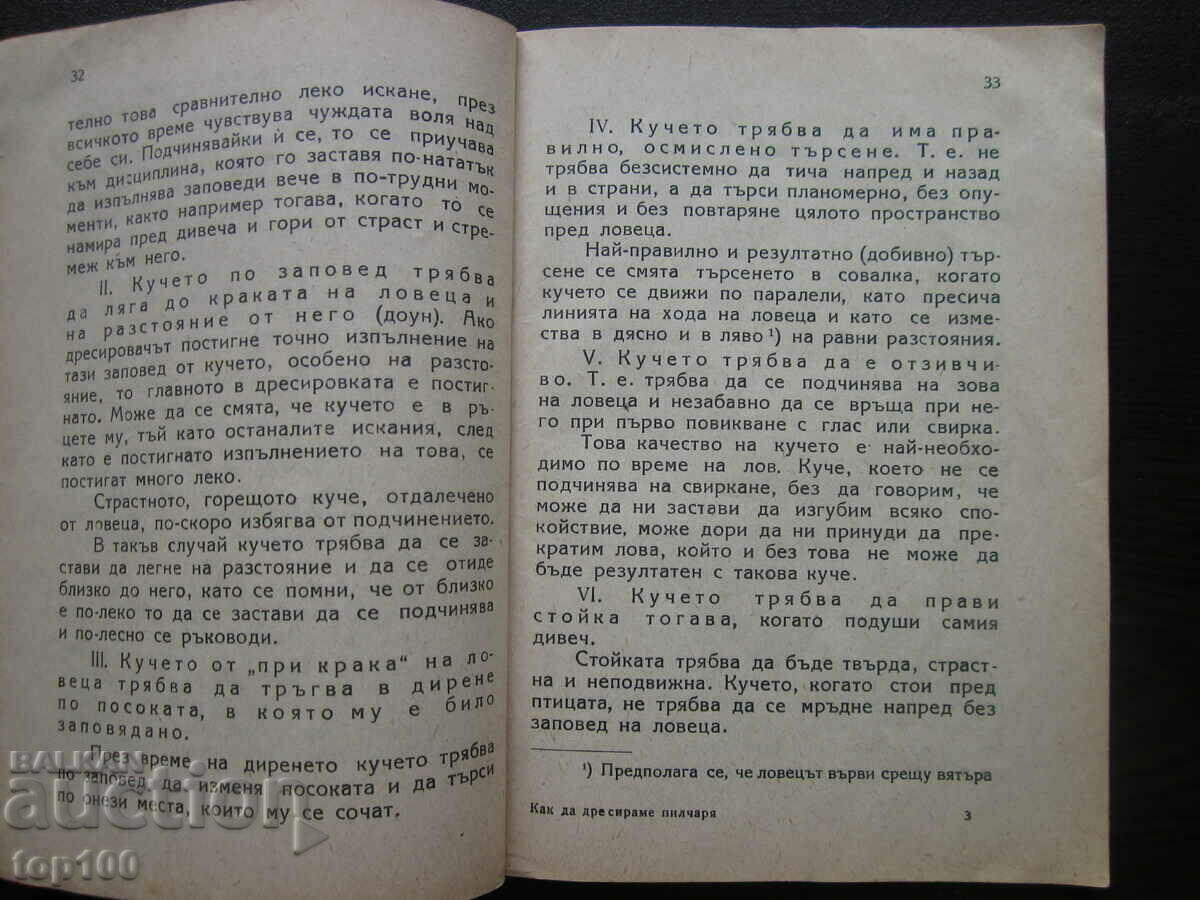 32
телно това сравнително леко искане, през
всичкото време чувствува чуждата воля над
себе си. Подчинявайки ѝ се, то се приучава
към дисциплина, която го заставя по-нататък
да изпълнява заповеди вече в по-трудни мо-
менти, както например тогава, когато то се
намира пред дивеча и гори от страст и стре-
меж към него.
II. Кучето по заповед трябва
да ляга до краката на ловеца и
на разстояние от него (доун). Ако
дресировачът постигне точно изпълнение на
тази заповед от кучето, особено на разсто-
яние, то главното в дресировката е постиг-
нато. Може да се смята, че кучето е в ръ-
цете му, тъй като останалите искания, след
като е постигнато изпълнението на това, се
постигат много леко.
Страстното, горещото куче, отдалечено
от ловеца, по-скоро избягва от подчинението.
В такъв случай кучето трябва да се за-
стави да легне на разстояние и да се отиде
близко до него, като се помни, че от близко
е по-леко то да се застави да се подчинява
и по-лесно се ръководи.
III. Кучето от „при крака“ на ло-
веца трябва да тръгва в дирене
по посоката, в която му е било
заповядано.
През време на диренето кучето трябва
по заповед да изменя посоката и да търси
по онези места, които му се сочат.
33
IV. Кучето трябва да има пра-
вилно, осмислено търсене. Т. е. не
трябва безсистемно да тича напред и назад
и в страни, а да търси планомерно, без опу-
щения и без повтаряне цялото пространство
пред ловеца.
Най-правилно и резултатно (добивно) тър-
сене се смята търсенето в совалка, когато
кучето се движи по паралели, като пресича
линията на хода на ловеца и като се изме-
ства в дясно и в ляво ¹) на равни разстояния.
V. Кучето трябва да е отзивчи-
во. Т. е. трябва да се подчинява на зова
на ловеца и незабавно да се връща при не-
го при първо повикване с глас или свирка.
Това качество на кучето е най-необхо-
димо по време на лов. Куче, което не се
подчинява на свиркане, без да говорим, че
може да ни застави да изгубим всяко спо-
койствие, може дори да ни принуди да пре-
кратим лова, който и без това не може да
бъде резултатен с такова куче.
VI. Кучето трябва да прави
стойка тогава, когато подуши самия
дивеч.
Стойката трябва да бъде твърда, страст-
на и неподвижна. Кучето, когато стои пред
птицата, не трябва да се мръдне напред без
заповед на ловеца.
¹) Предполага се, че ловецът върви срещу вятъра
Как да дресираме пилчаря 3
BALKAN
auction
top100